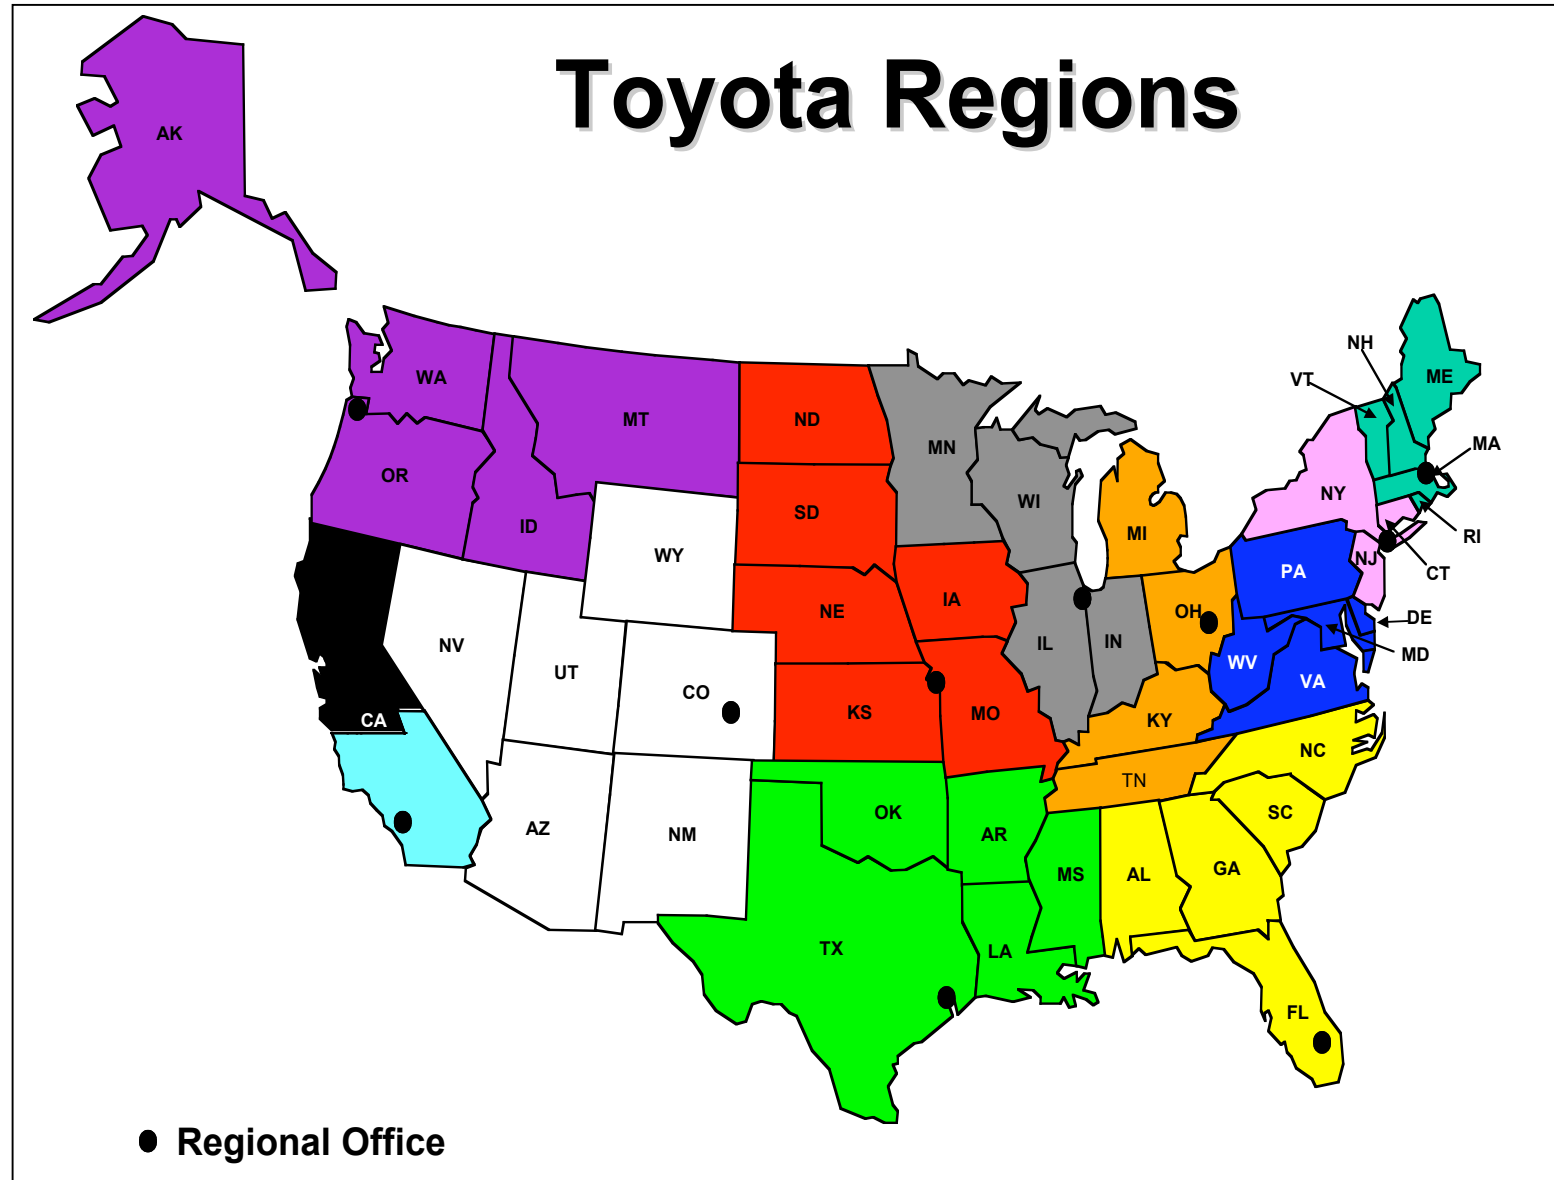 Toyota Regions
AK
NH
VT
ME
WA
MT
ND
MN
MA
OR
WI
NY
ID
SD
MI
RI
WY
NJ
PA
CT
NE
IA
OH
DE
NV
IL
IN
MD
UT
WV
CO
VA
KS
MO
CA
KY
NC
TN
OK
SC
AZ
NM
AR
GA
MS
AL
TX
LA
FL
Regional Office